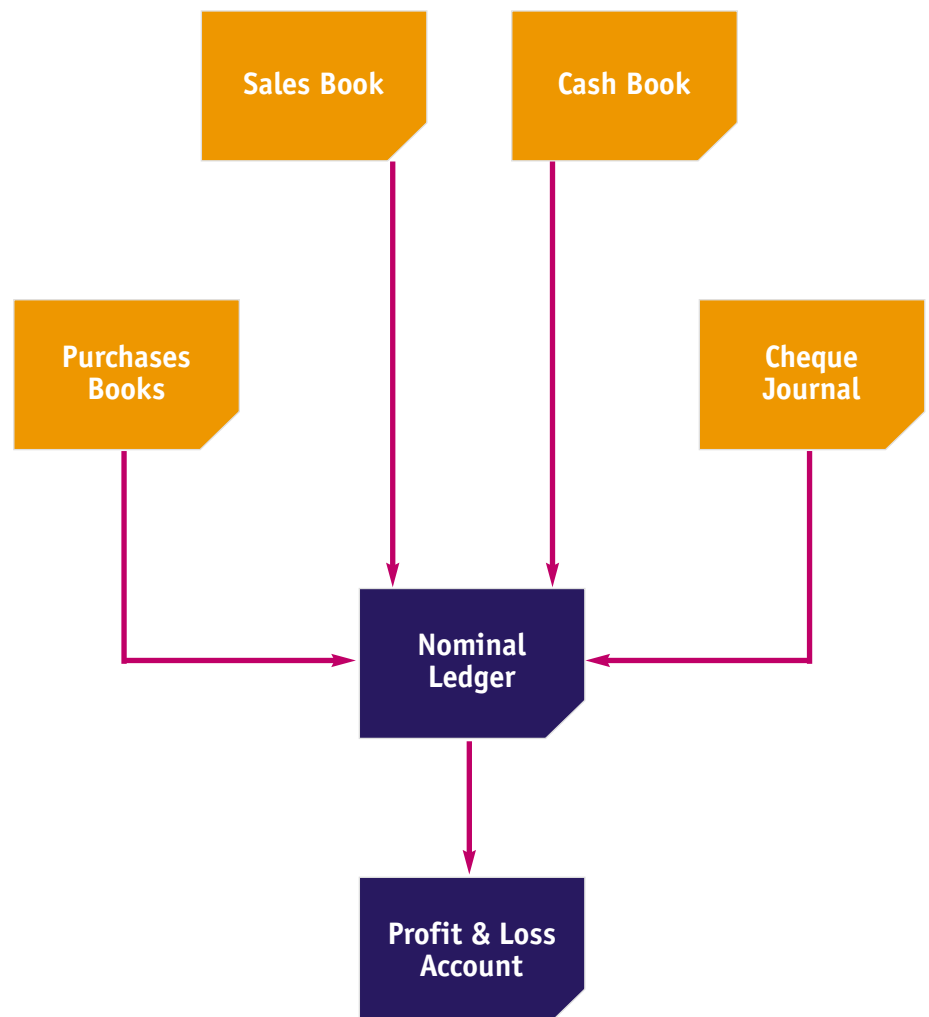 Sales Book
Cash Book
Purchases
Books
Cheque
Journal
Nominal
Ledger
Profit & Loss
Account